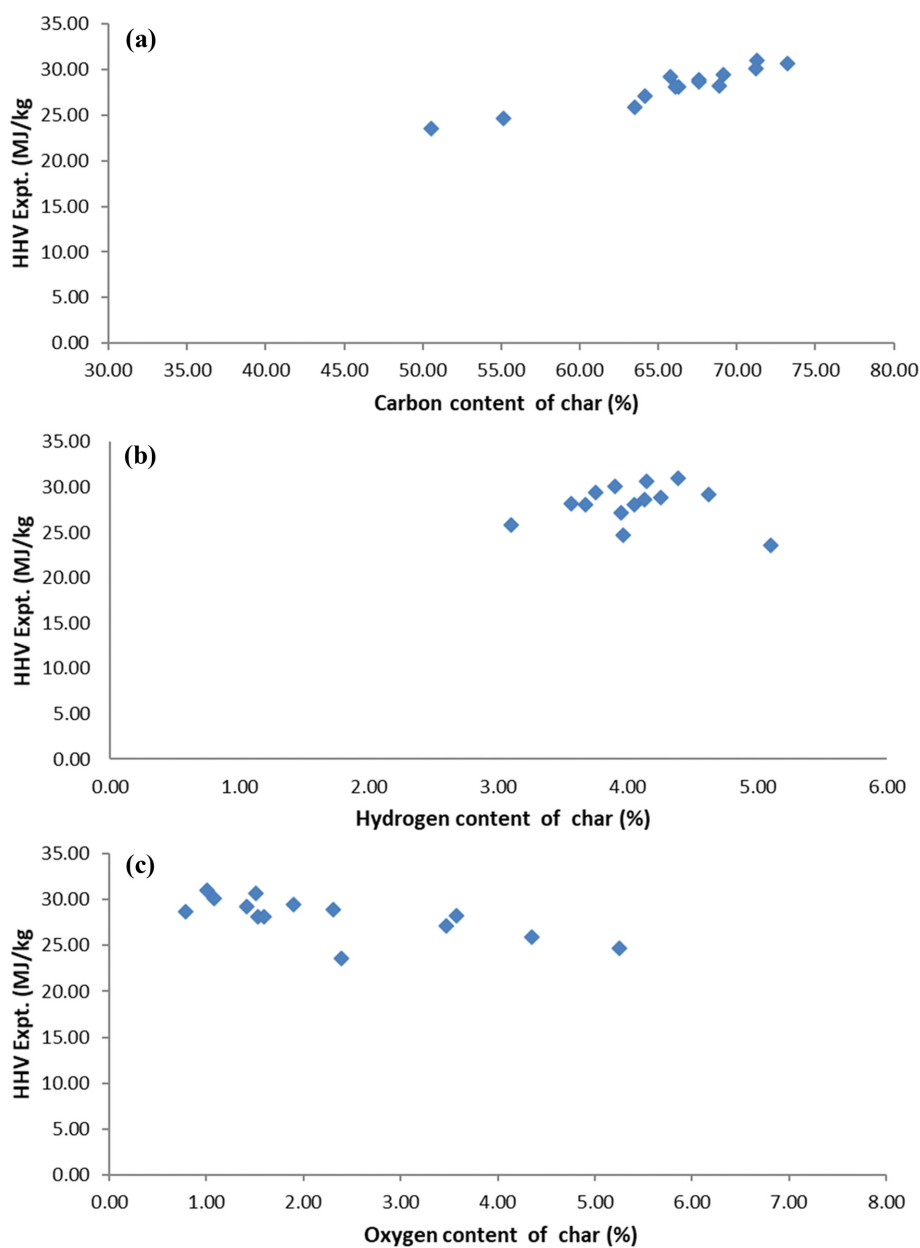 (a)
HHV Expt. (MJ/kg)
35.00
30.00
25.00
20.00
15.00
10.00
5.00
0.00
30.00 35.00 40.00 45.00 50.00 55.00 60.00 65.00 70.00 75.00 80.00
Carbon content of char (%)
(b)
HHV Expt. (MJ/kg
35.00
30.00
25.00
20.00
15.00
10.00
5.00
0.00
0.00 1.00 2.00 3.00 4.00 5.00 6.00
Hydrogen content of char (%)
(c)
HHV Expt. (MJ/kg
35.00
30.00
25.00
20.00
15.00
10.00
5.00
0.00
0.00 1.00 2.00 3.00 4.00 5.00 6.00 7.00 8.00
Oxygen content of char (%)